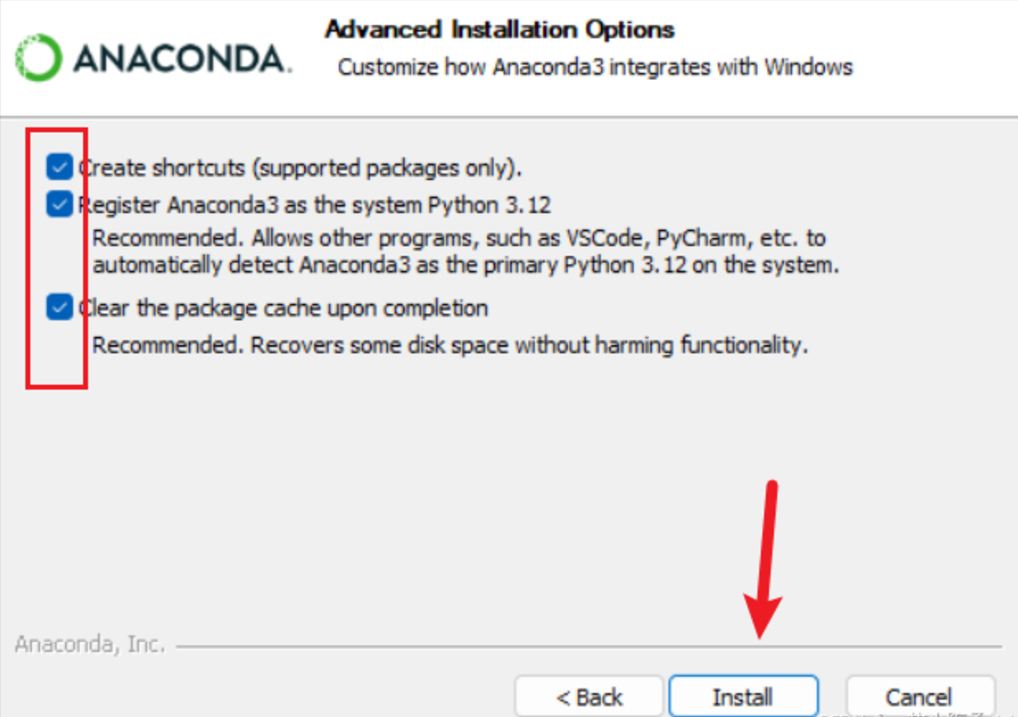 ANACONDA.
Advanced Installation Options
Customize how Anaconda3 integrates with Windows
Create shortcuts (supported packages only).
Register Anaconda3 as the system Python 3.12
Recommended. Allows other programs, such as VSCode, PyCharm, etc. to
automatically detect Anaconda3 as the primary Python 3.12 on the system.
Clear the package cache upon completion
Recommended. Recovers some disk space without harming functionality.
Anaconda, Inc.
< Back
Install
Cancel